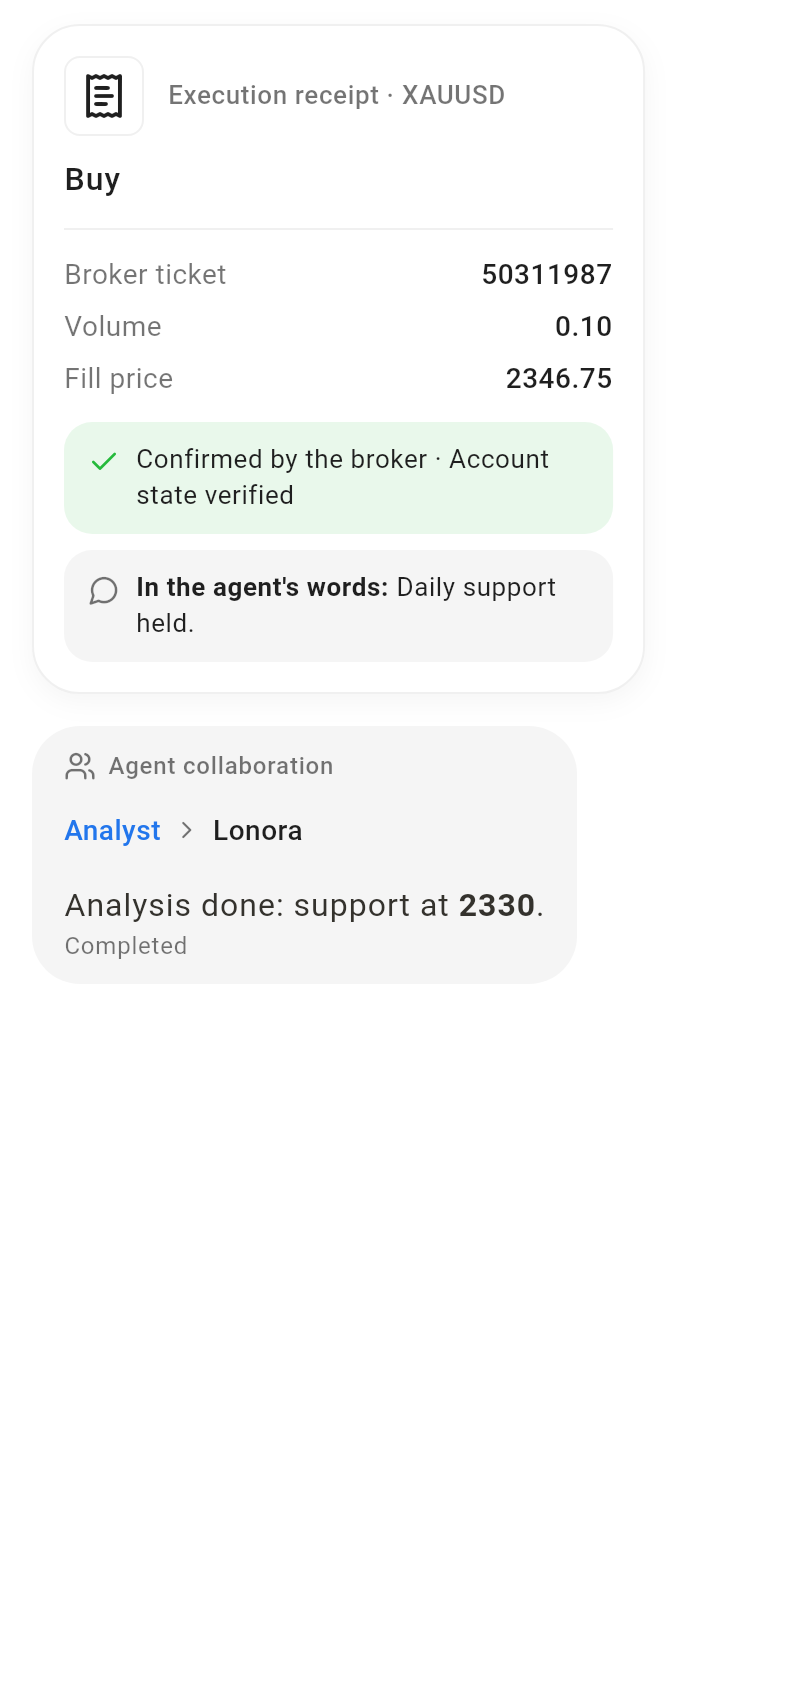 Execution receipt · XAUUSD
Buy
Broker ticket 50311987
Volume 0.10
Fill price 2346.75
Confirmed by the broker · Account
state verified
In the agent's words: Daily support
held.
Agent collaboration
Analyst > Lonora
Analysis done: support at 2330.
Completed